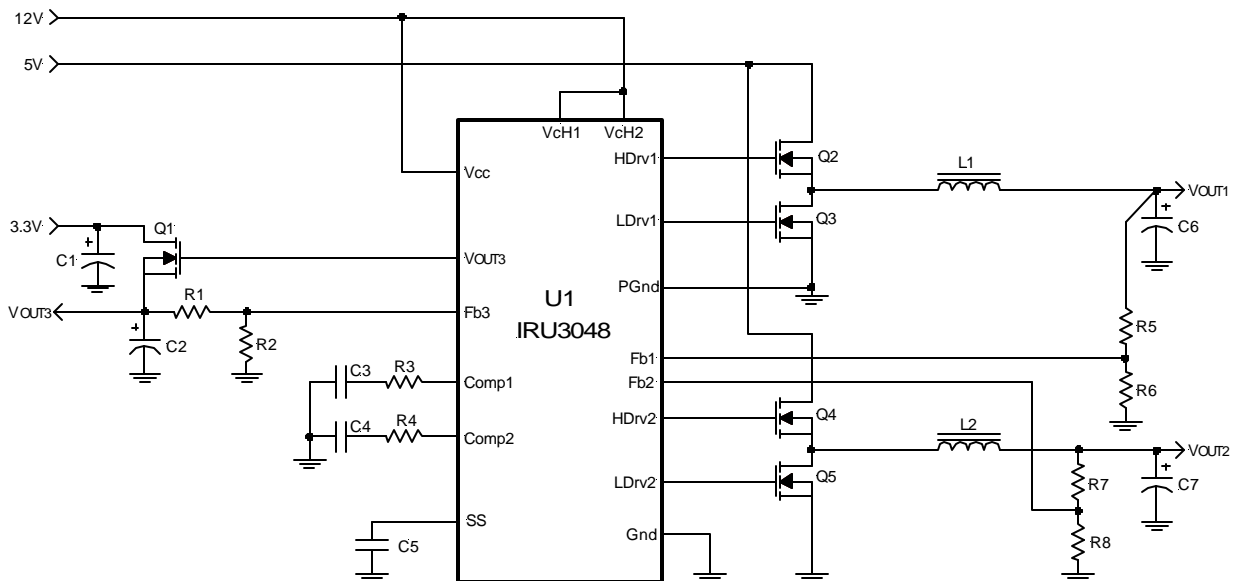 12V
5V
VcH1
VcH2
HDrv1
Q2
L1
Vcc
VOUT1
3.3V
Q1
LDrv1
Q3
C6
C1
VOUT3
PGnd
U1
R1
VOUT3
Fb3
IRU3048
R5
C2
R2
Fb1
C3
R3
Fb2
Comp1
R6
HDrv2
Q4
C4
R4
Comp2
L2
VOUT2
LDrv2
Q5
R7
C7
SS
Gnd
C5
R8